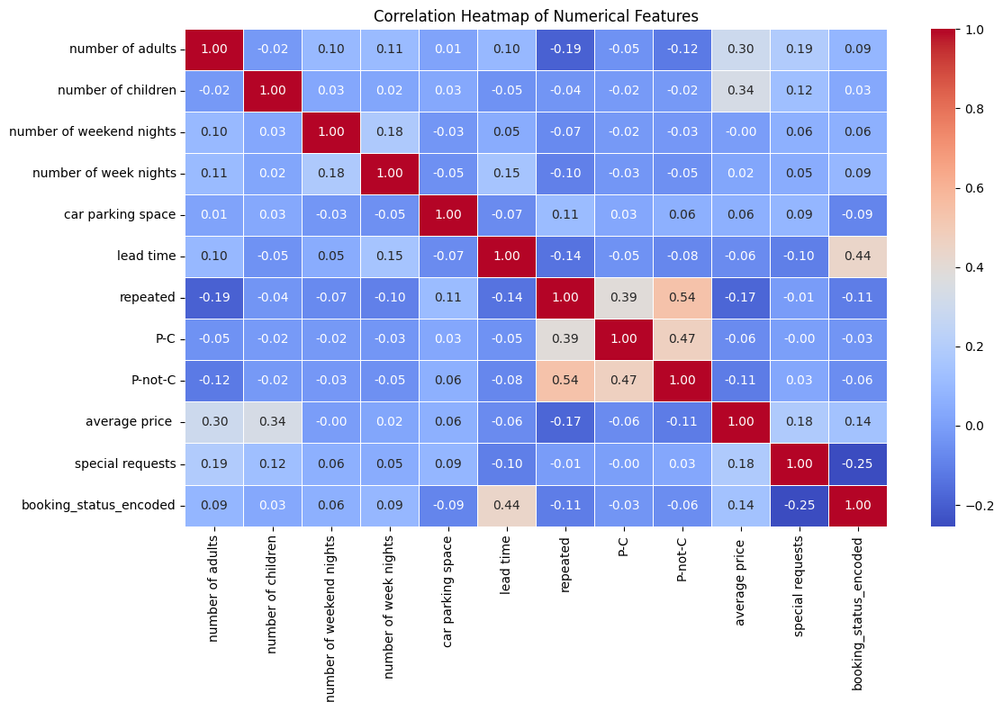 Correlation Heatmap of Numerical Features
number of adults 1.00 -0.02 0.10 0.11 0.01 0.10 -0.19 -0.05 -0.12 0.30 0.19 0.09
number of children -0.02 1.00 0.03 0.02 0.03 -0.05 -0.04 -0.02 -0.02 0.34 0.12 0.03
number of weekend nights 0.10 0.03 1.00 0.18 -0.03 0.05 -0.07 -0.02 -0.03 -0.00 0.06 0.06
number of week nights 0.11 0.02 0.18 1.00 -0.05 0.15 -0.10 -0.03 -0.05 0.02 0.05 0.09
car parking space 0.01 0.03 -0.03 -0.05 1.00 -0.07 0.11 0.03 0.06 0.06 0.09 -0.09
lead time 0.10 -0.05 0.05 0.15 -0.07 1.00 -0.14 -0.05 -0.08 -0.06 -0.10 0.44
repeated -0.19 -0.04 -0.07 -0.10 0.11 -0.14 1.00 0.39 0.54 -0.17 -0.01 -0.11
P-C -0.05 -0.02 -0.02 -0.03 0.03 -0.05 0.39 1.00 0.47 -0.06 -0.00 -0.03
P-not-C -0.12 -0.02 -0.03 -0.05 0.06 -0.08 0.54 0.47 1.00 -0.11 0.03 -0.06
average price 0.30 0.34 -0.00 0.02 0.06 -0.06 -0.17 -0.06 -0.11 1.00 0.18 0.14
special requests 0.19 0.12 0.06 0.05 0.09 -0.10 -0.01 -0.00 0.03 0.18 1.00 -0.25
booking_status_encoded 0.09 0.03 0.06 0.09 -0.09 0.44 -0.11 -0.03 -0.06 0.14 -0.25 1.00
number of adults
number of children
number of weekend nights
number of week nights
car parking space
lead time
repeated
P-C
P-not-C
average price
special requests
booking_status_encoded
1.0
0.8
0.6
0.4
0.2
0.0
−0.2